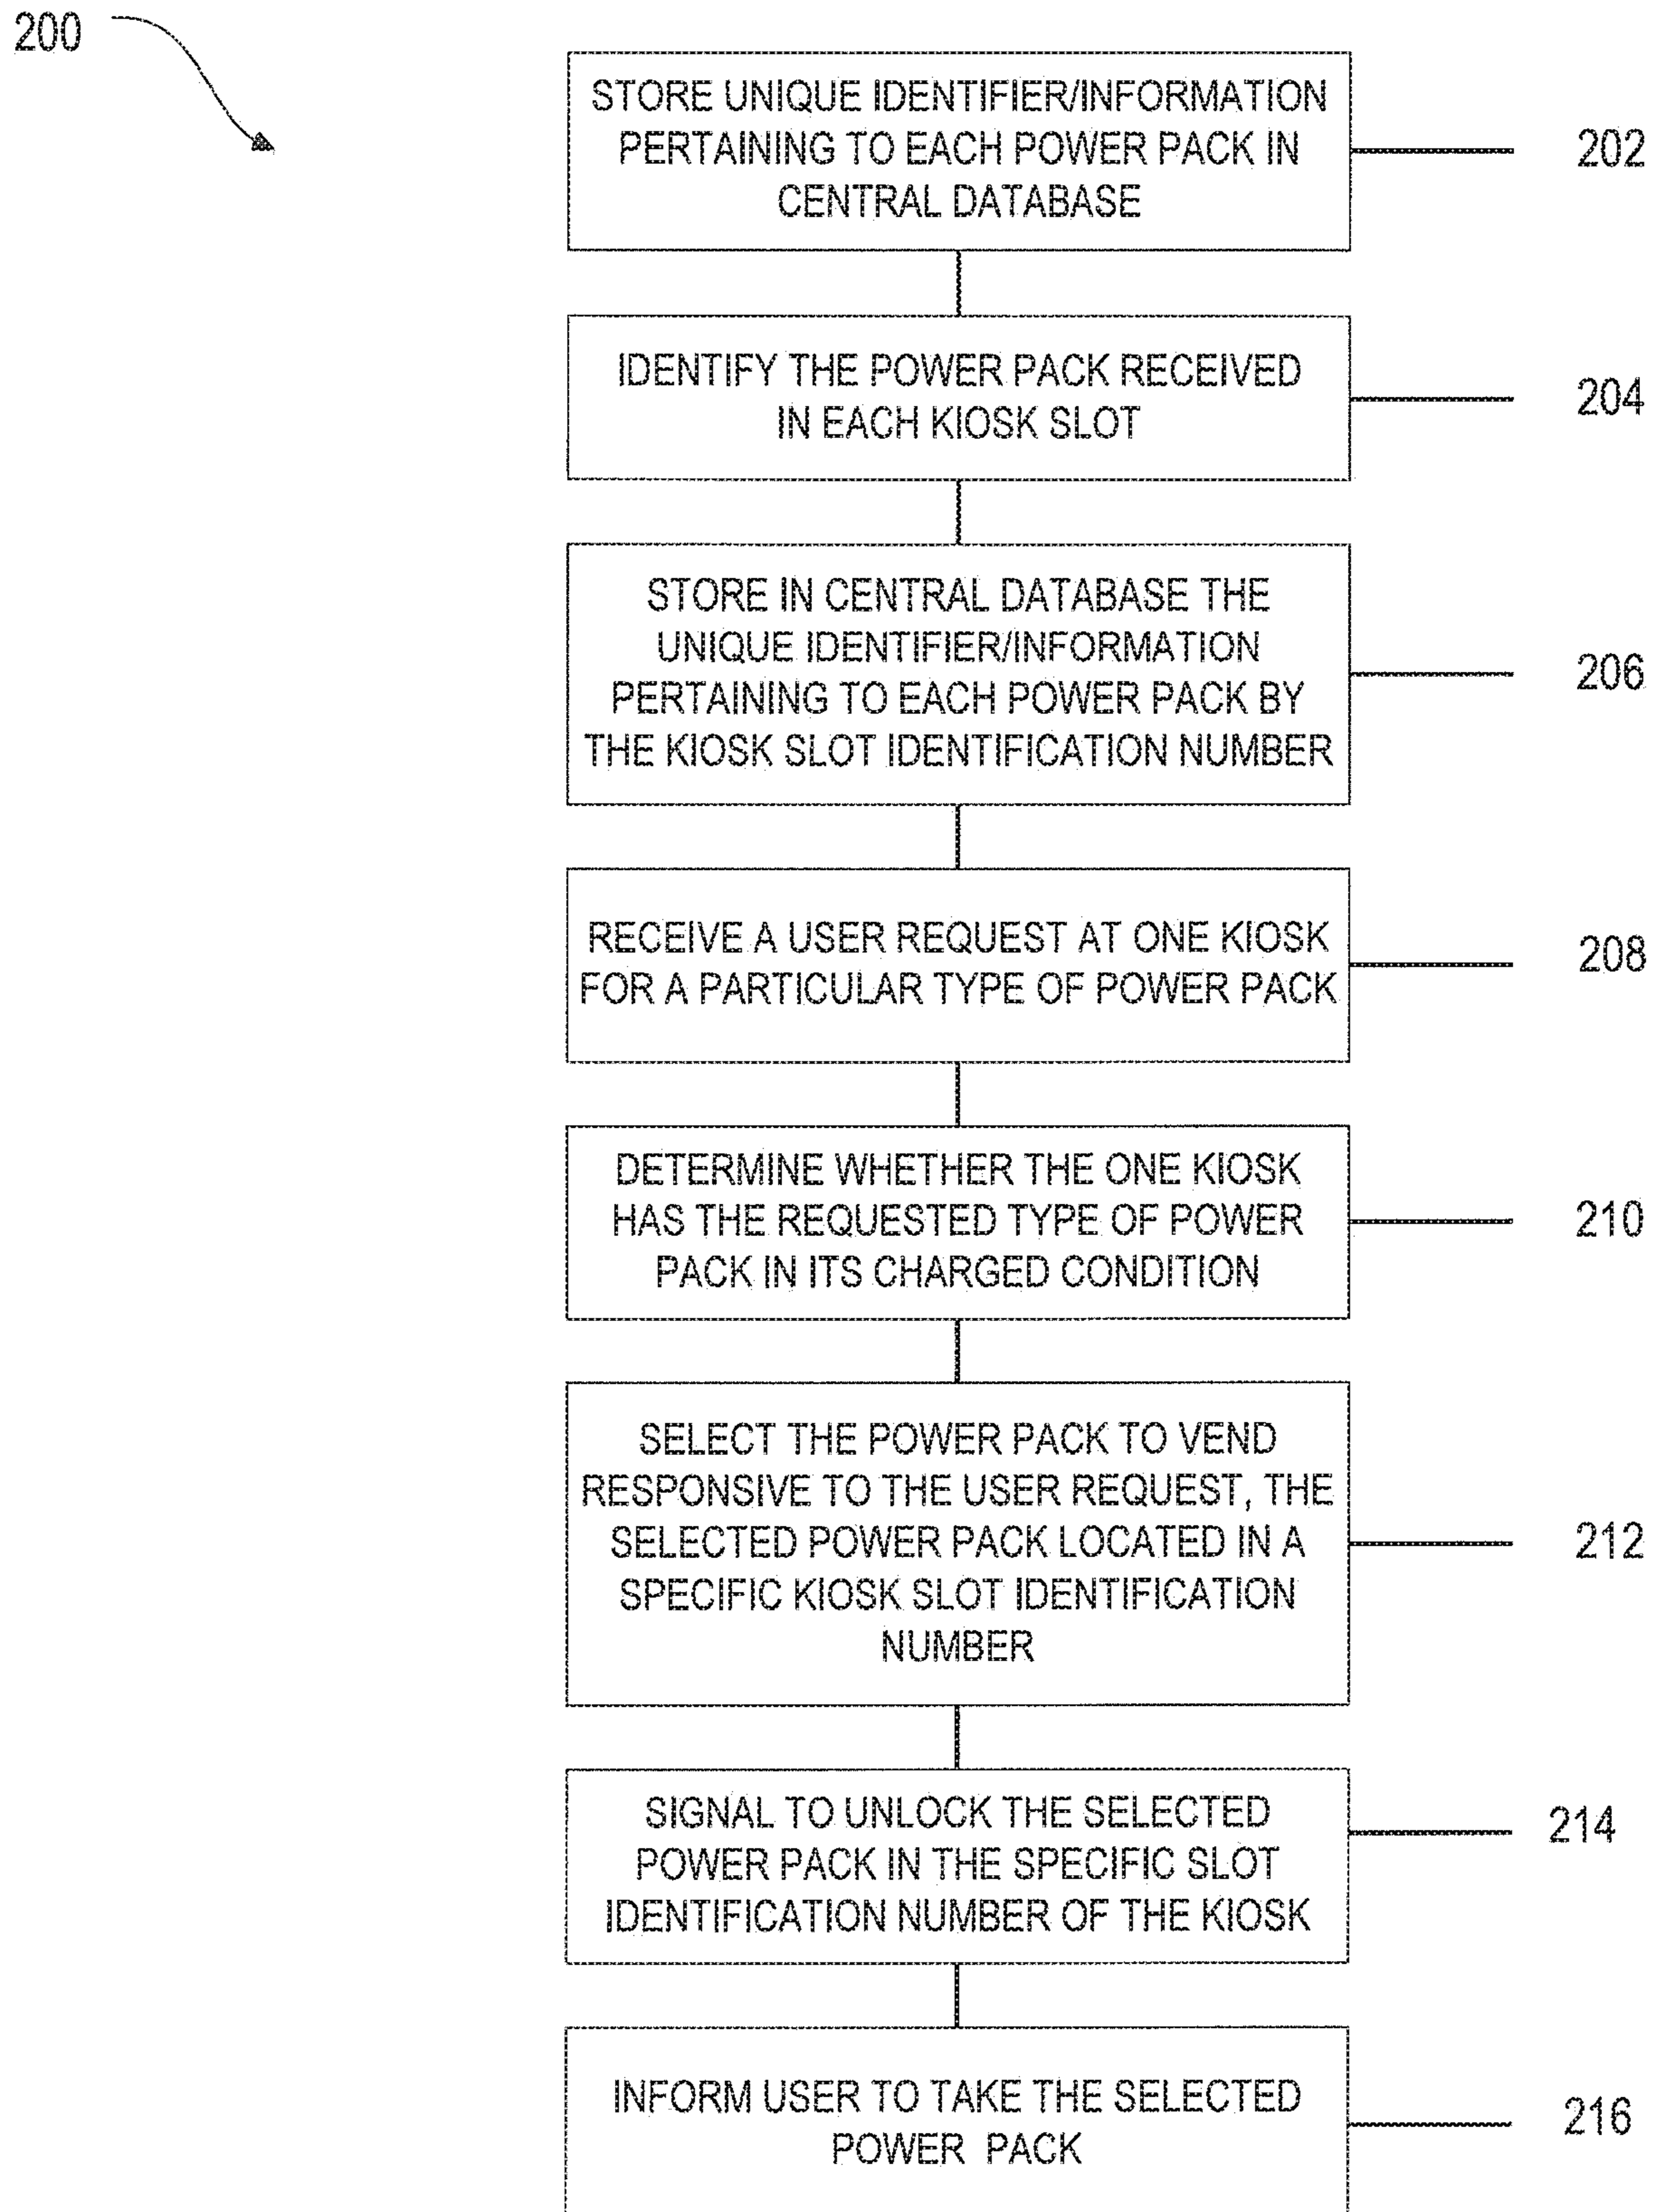 200
STORE UNIQUE IDENTIFIER/INFORMATION
PERTAINING TO EACH POWER PACK IN
CENTRAL DATABASE
202
IDENTIFY THE POWER PACK RECEIVED
IN EACH KIOSK SLOT
204
STORE IN CENTRAL DATABASE THE
UNIQUE IDENTIFIER/INFORMATION
PERTAINING TO EACH POWER PACK BY
THE KIOSK SLOT IDENTIFICATION NUMBER
206
RECEIVE A USER REQUEST AT ONE KIOSK
FOR A PARTICULAR TYPE OF POWER PACK
208
DETERMINE WHETHER THE ONE KIOSK
HAS THE REQUESTED TYPE OF POWER
PACK IN ITS CHARGED CONDITION
210
SELECT THE POWER PACK TO VEND
RESPONSIVE TO THE USER REQUEST, THE
SELECTED POWER PACK LOCATED IN A
SPECIFIC KIOSK SLOT IDENTIFICATION
NUMBER
212
SIGNAL TO UNLOCK THE SELECTED
POWER PACK IN THE SPECIFIC SLOT
IDENTIFICATION NUMBER OF THE KIOSK
214
INFORM USER TO TAKE THE SELECTED
POWER PACK
216